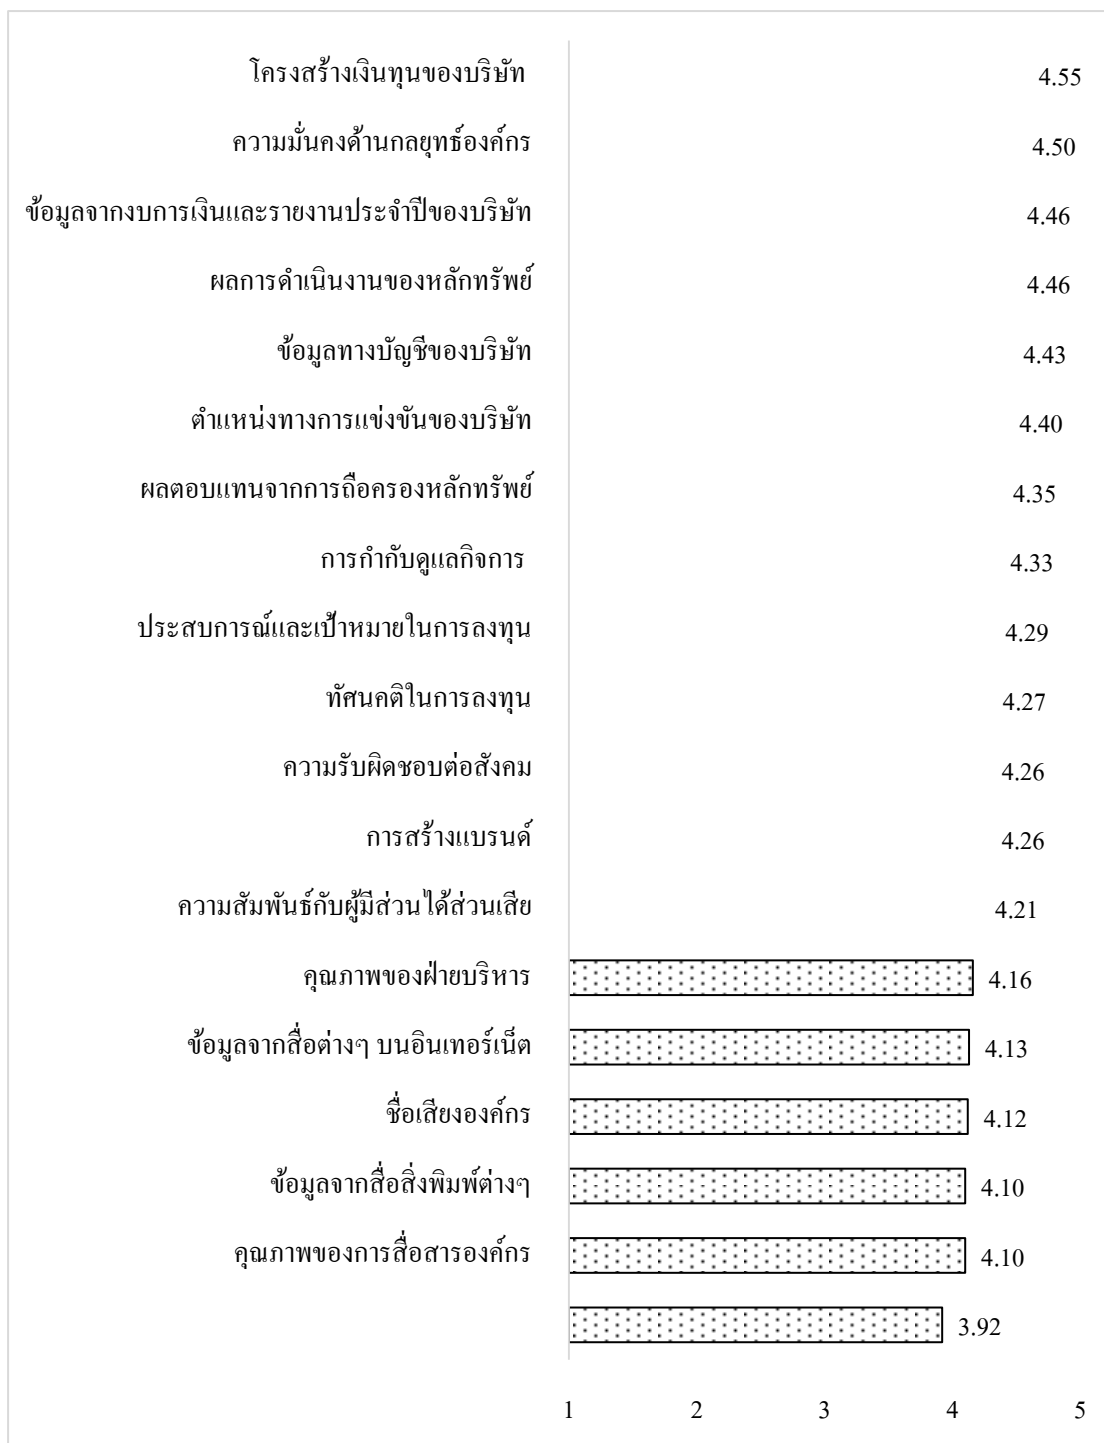 โครงสร้างเงินทุนของบริษัท 4.55
ความมั่นคงด้านกลยุทธ์องค์กร 4.50
ข้อมูลจากงบการเงินและรายงานประจำปีของบริษัท 4.46
ผลการดำเนินงานของหลักทรัพย์ 4.46
ข้อมูลทางบัญชีของบริษัท 4.43
ตำแหน่งทางการแข่งขันของบริษัท 4.40
ผลตอบแทนจากการถือครองหลักทรัพย์ 4.35
การกำกับดูแลกิจการ 4.33
ประสบการณ์และเป้าหมายในการลงทุน 4.29
ทัศนคติในการลงทุน 4.27
ความรับผิดชอบต่อสังคม 4.26
การสร้างแบรนด์ 4.26
ความสัมพันธ์กับผู้มีส่วนได้ส่วนเสีย 4.21
คุณภาพของฝ่ายบริหาร 4.16
ข้อมูลจากสื่อต่างๆ บนอินเทอร์เน็ต 4.13
ชื่อเสียงองค์กร 4.12
ข้อมูลจากสื่อสิ่งพิมพ์ต่างๆ 4.10
คุณภาพของการสื่อสารองค์กร 4.10
3.92
1 2 3 4 5